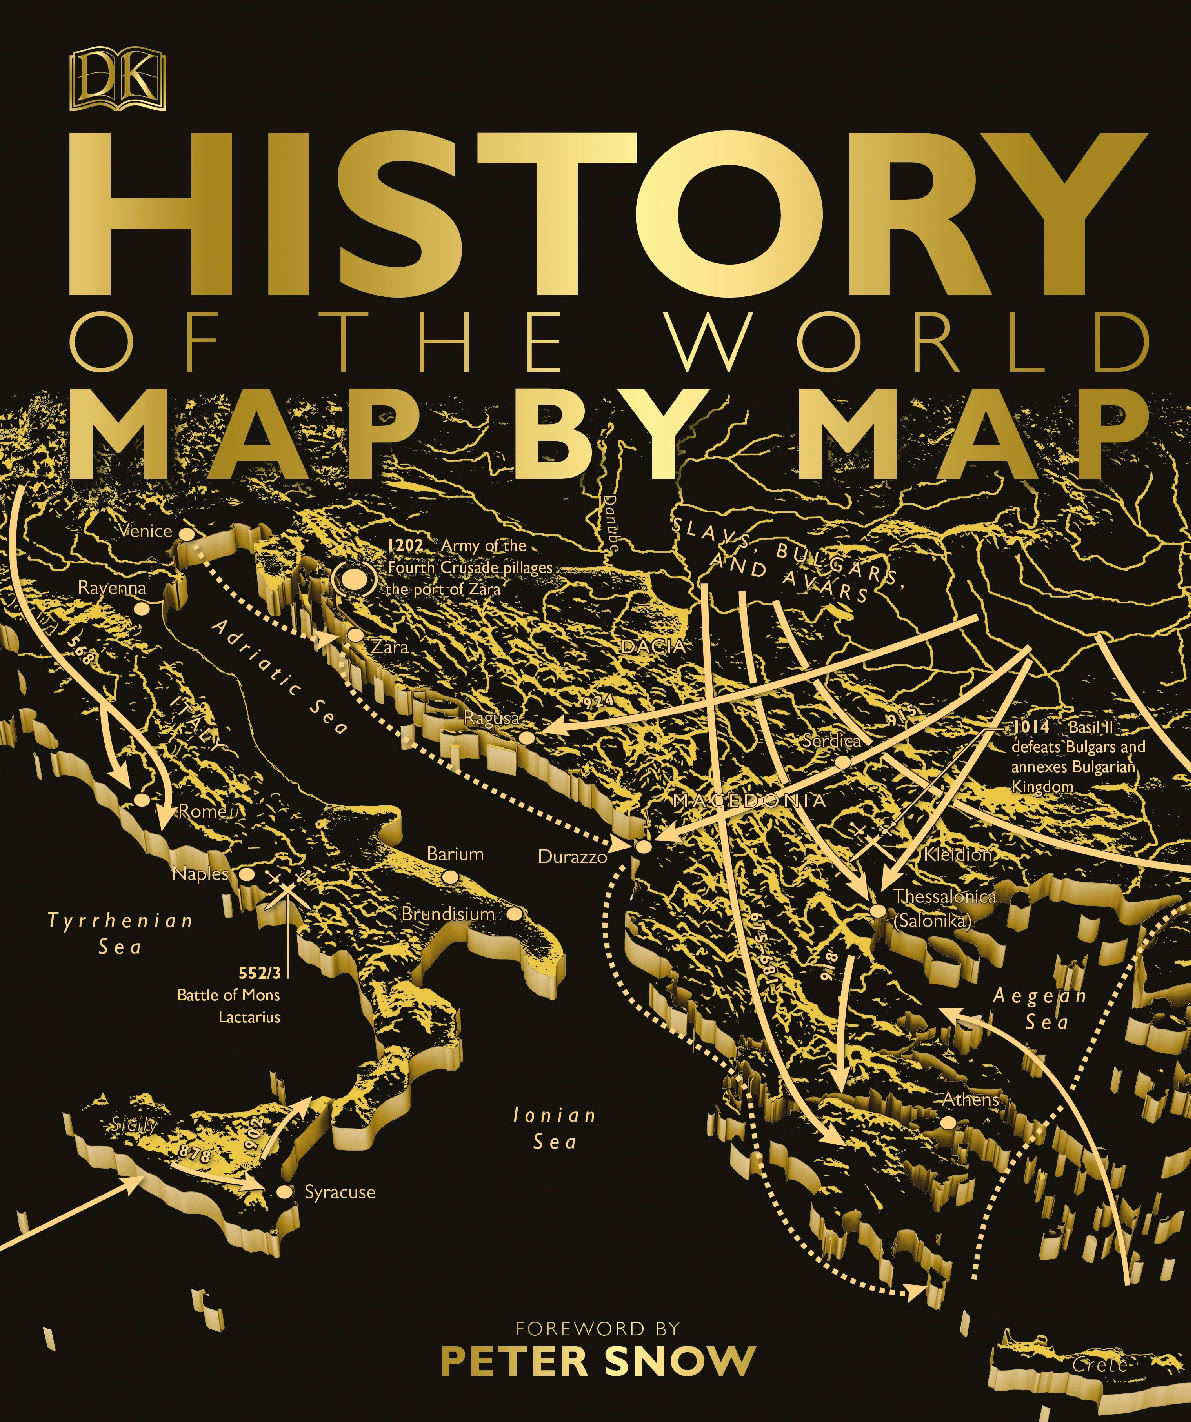 DK
HISTORY
OF THE WORLD
MAP BY MAP
Danube
SLAVS, BULGARS,
AND AVARS
Venice
1202 Army of the
Fourth Crusade pillages
the port of Zara
Ravenna
Adriatic Sea
Zara
DACIA
568
ITALY
924
Ragusa
Serdica
1014 Basil II
defeats Bulgars and
annexes Bulgarian
Kingdom
MACEDONIA
Rome
Barium
Durazzo
Kleidion
Naples
Thessalonica
(Salonika)
Brundisium
Tyrrhenian
Sea
552/3
Battle of Mons
Lactarius
Aegean
Sea
Athens
Ionian
Sea
Sicily
902
878
Syracuse
FOREWORD BY
PETER SNOW
Crete